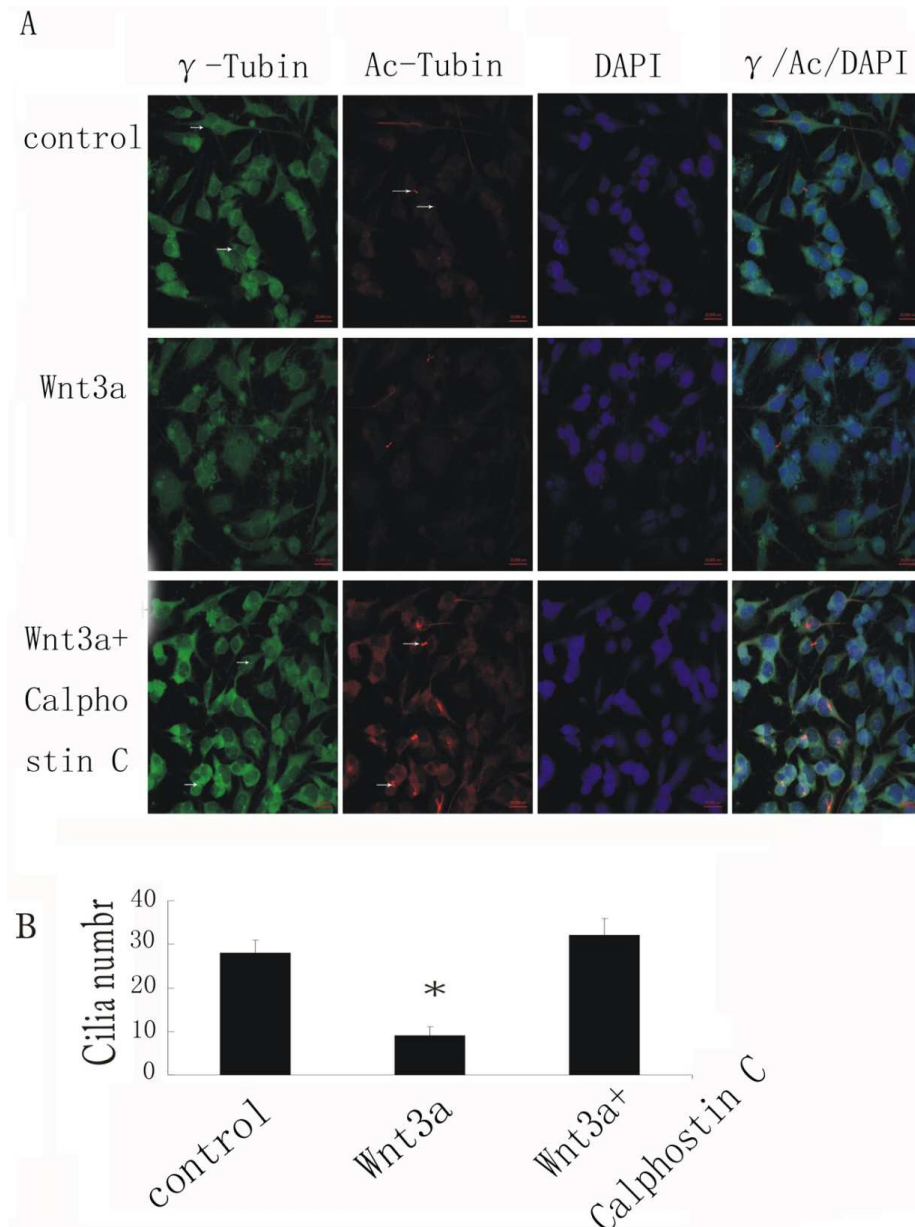 A
γ-Tubin Ac-Tubin DAPI γ/Ac/DAPI
control
Wnt3a
Wnt3a+
Calpho
stin C
B
Cilia numbr
40
30
20
10
0
*
control
Wnt3a
Wnt3a+
Calphostin C